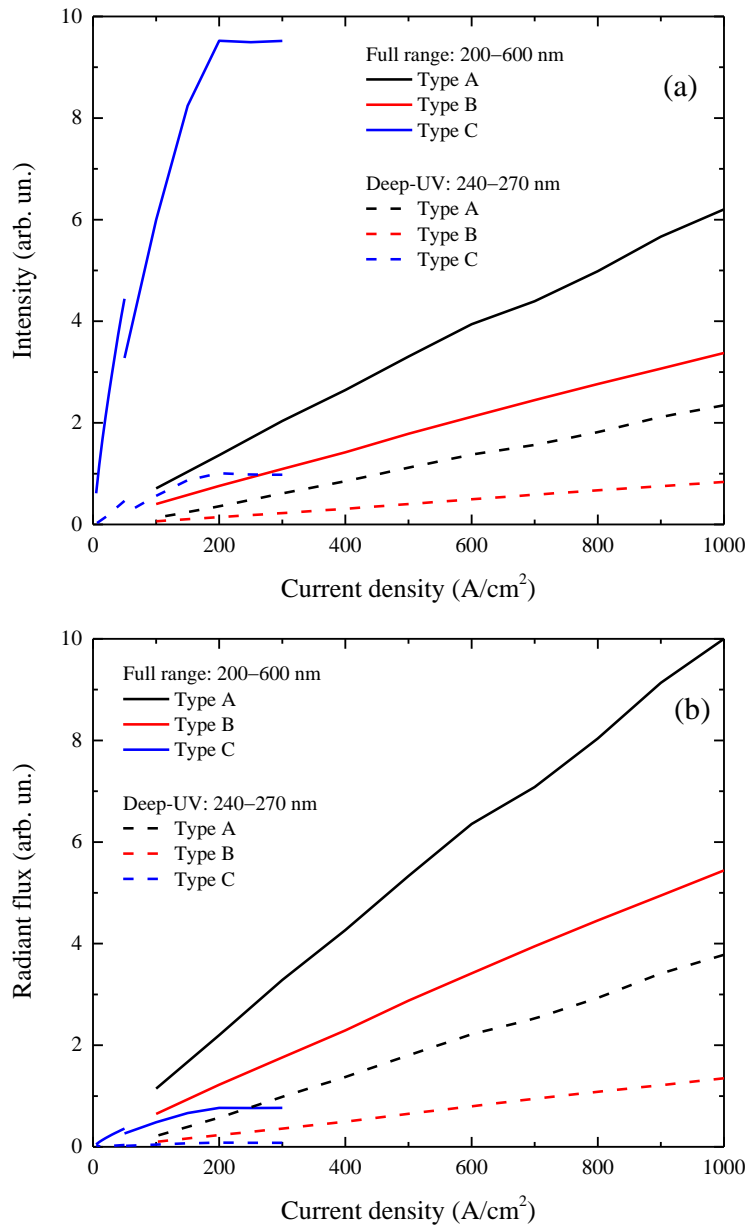 10
8
6
4
2
0
Intensity (arb. un.)
Full range: 200–600 nm
Type A
Type B
Type C
(a)
Deep-UV: 240–270 nm
Type A
Type B
Type C
0 200 400 600 800 1000
Current density (A/cm²)
10
8
6
4
2
0
Radiant flux (arb. un.)
Full range: 200–600 nm
Type A
Type B
Type C
(b)
Deep-UV: 240–270 nm
Type A
Type B
Type C
0 200 400 600 800 1000
Current density (A/cm²)